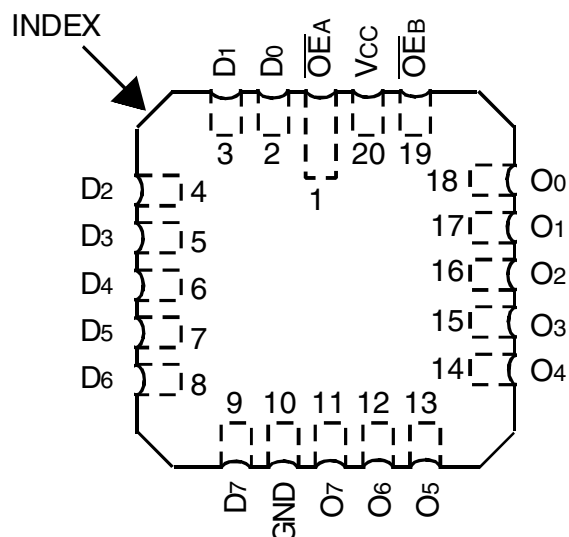 INDEX
D1 D0 O̅E̅A VCC O̅E̅B
3 2 1 20 19
D2 4 18 O0
D3 5 17 O1
D4 6 16 O2
D5 7 15 O3
D6 8 14 O4
9 10 11 12 13
D7 GND O7 O6 O5